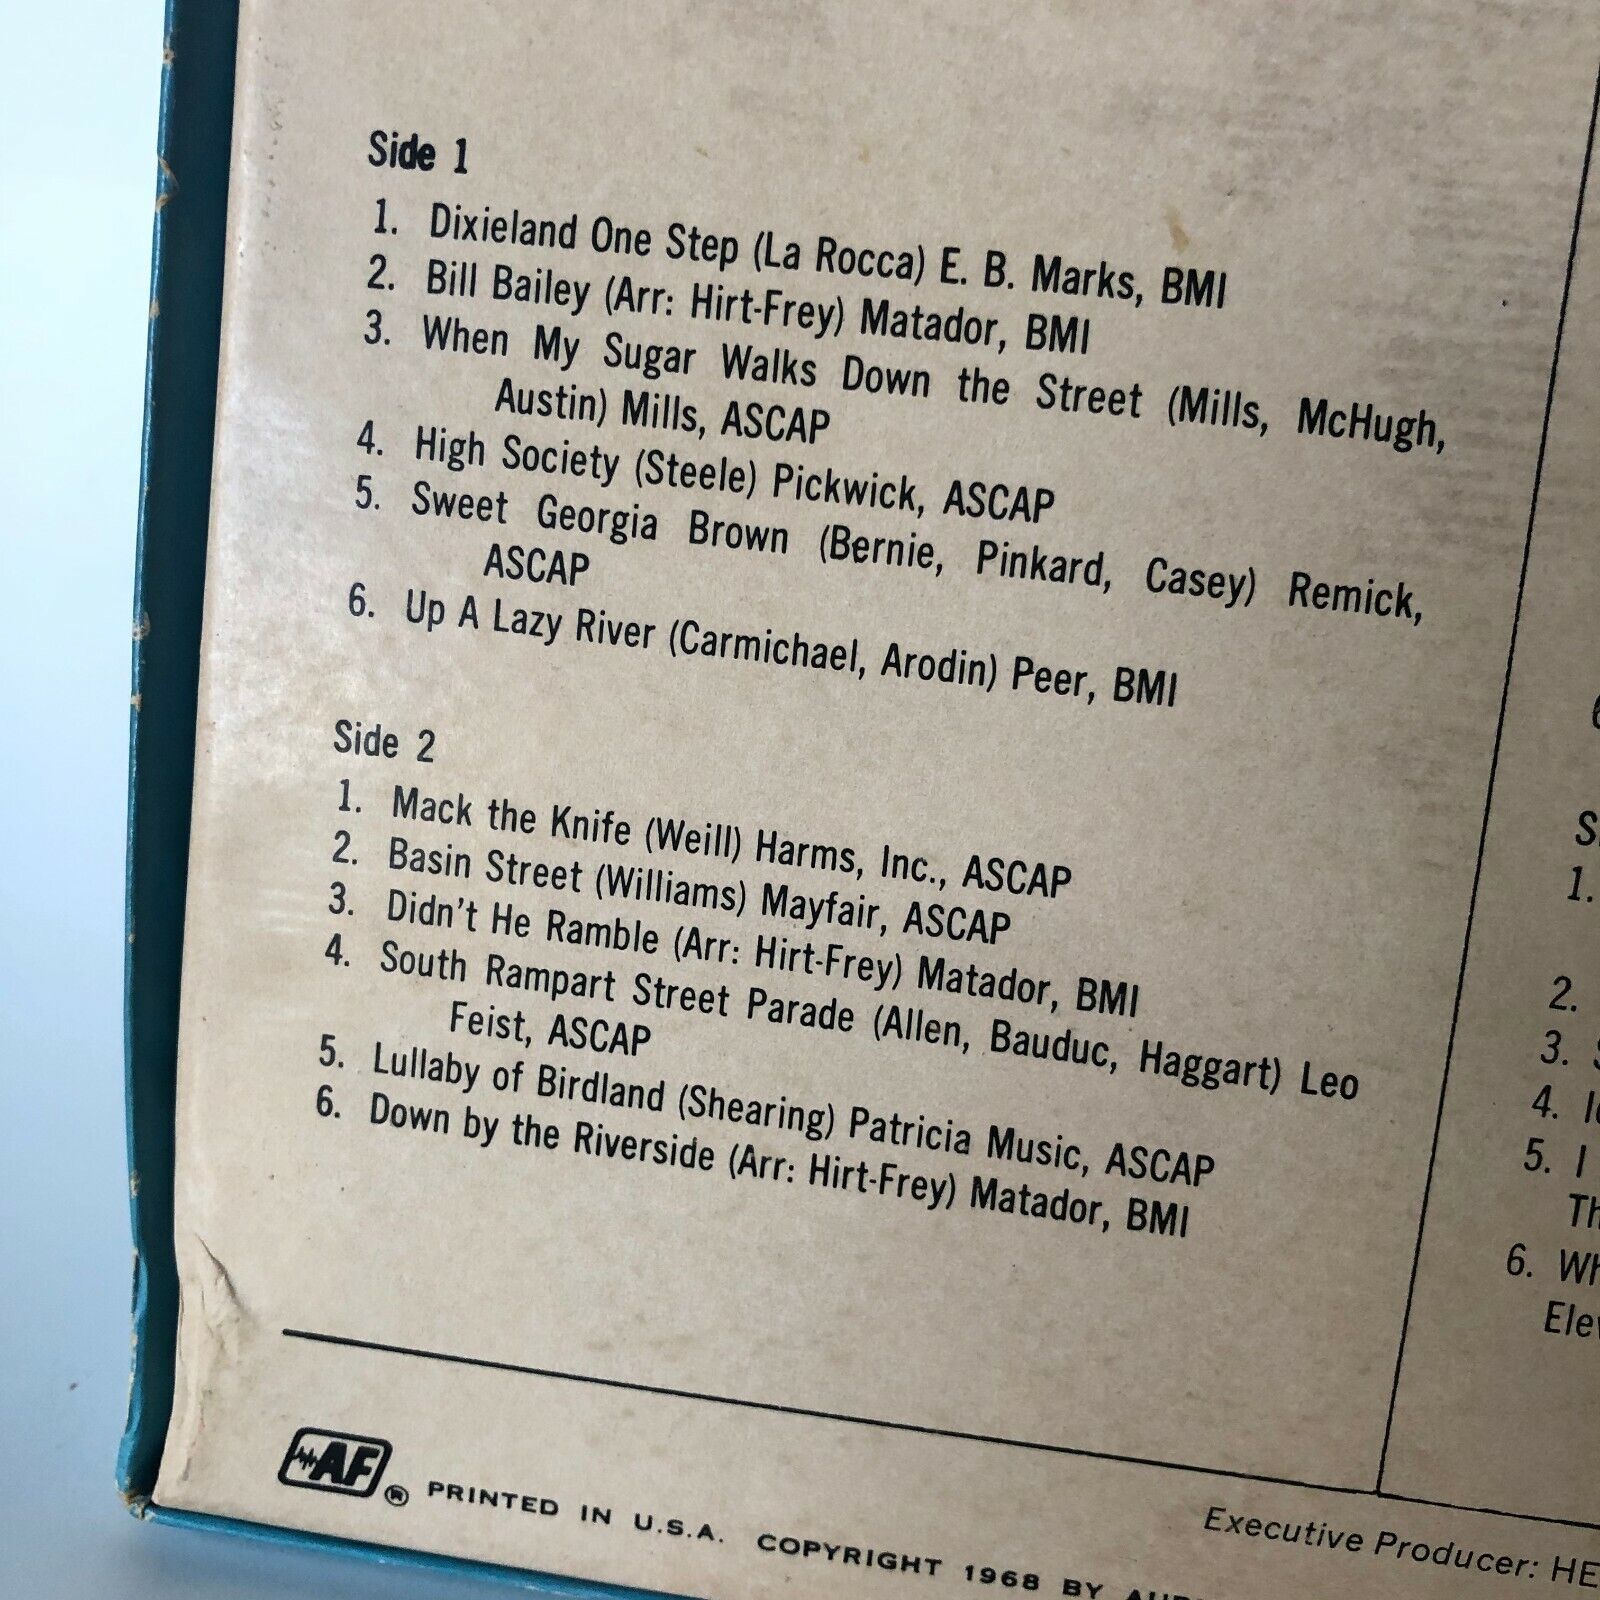 Side 1
1. Dixieland One Step (La Rocca) E. B. Marks, BMI
2. Bill Bailey (Arr: Hirt-Frey) Matador, BMI
3. When My Sugar Walks Down the Street (Mills, McHugh,
Austin) Mills, ASCAP
4. High Society (Steele) Pickwick, ASCAP
5. Sweet Georgia Brown (Bernie, Pinkard, Casey) Remick,
ASCAP
6. Up A Lazy River (Carmichael, Arodin) Peer, BMI
Side 2
1. Mack the Knife (Weill) Harms, Inc., ASCAP
2. Basin Street (Williams) Mayfair, ASCAP
3. Didn't He Ramble (Arr: Hirt-Frey) Matador, BMI
4. South Rampart Street Parade (Allen, Bauduc, Haggart) Leo
Feist, ASCAP
5. Lullaby of Birdland (Shearing) Patricia Music, ASCAP
6. Down by the Riverside (Arr: Hirt-Frey) Matador, BMI
1.
2.
3.
4.
5. I
6.
AF® PRINTED IN U.S.A. COPYRIGHT 1968 BY
Executive Producer: